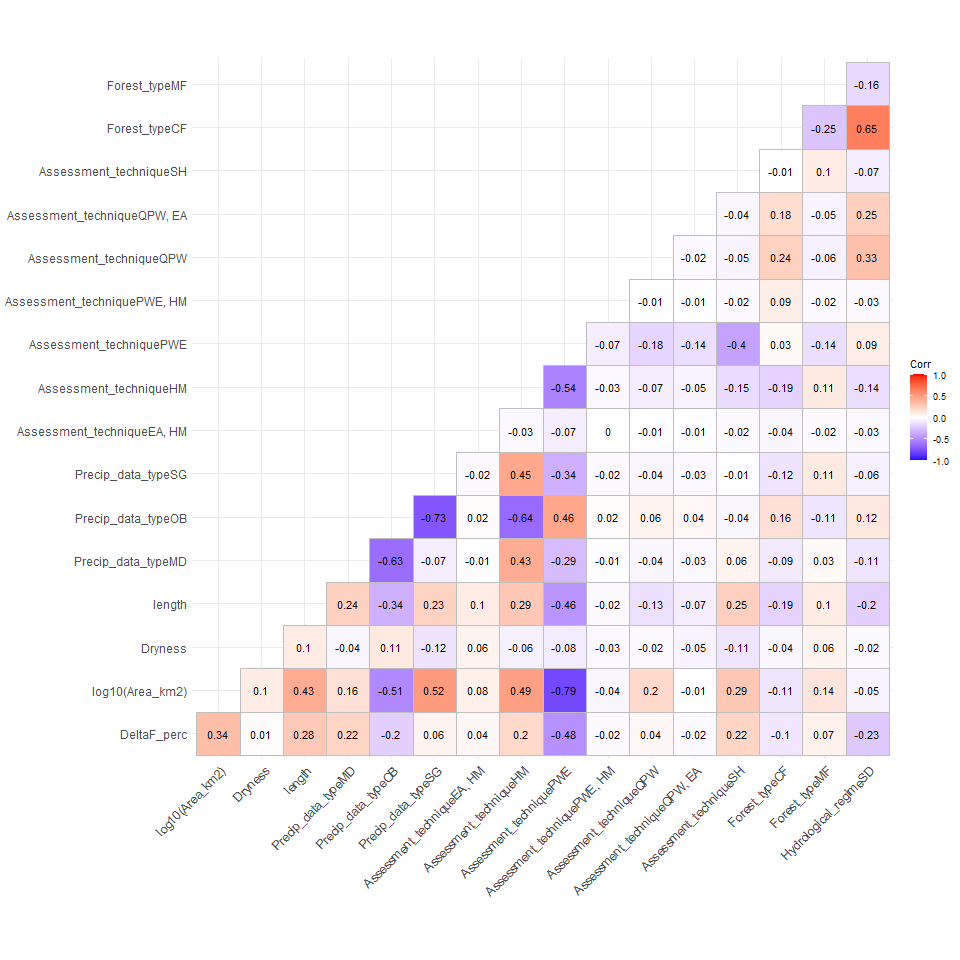 Forest_typeMF -0.16
Forest_typeCF -0.25 0.65
Assessment_techniqueSH -0.01 0.1 -0.07
Assessment_techniqueQPW, EA -0.04 0.18 -0.05 0.25
Assessment_techniqueQPW -0.02 -0.05 0.24 -0.06 0.33
Assessment_techniquePWE, HM -0.01 -0.01 -0.02 0.09 -0.02 -0.03
Assessment_techniquePWE -0.07 -0.18 -0.14 -0.4 0.03 -0.14 0.09
Corr
1.0
0.5
0.0
-0.5
-1.0
Assessment_techniqueHM -0.54 -0.03 -0.07 -0.05 -0.15 -0.19 0.11 -0.14
Assessment_techniqueEA, HM -0.03 -0.07 0 -0.01 -0.01 -0.02 -0.04 -0.02 -0.03
Precip_data_typeSG -0.02 0.45 -0.34 -0.02 -0.04 -0.03 -0.01 -0.12 0.11 -0.06
Precip_data_typeOB -0.73 0.02 -0.64 0.46 0.02 0.06 0.04 -0.04 0.16 -0.11 0.12
Precip_data_typeMD -0.63 -0.07 -0.01 0.43 -0.29 -0.01 -0.04 -0.03 0.06 -0.09 0.03 -0.11
length 0.24 -0.34 0.23 0.1 0.29 -0.46 -0.02 -0.13 -0.07 0.25 -0.19 0.1 -0.2
Dryness 0.1 -0.04 0.11 -0.12 0.06 -0.06 -0.08 -0.03 -0.02 -0.05 -0.11 -0.04 0.06 -0.02
log10(Area_km2) 0.1 0.43 0.16 -0.51 0.52 0.08 0.49 -0.79 -0.04 0.2 -0.01 0.29 -0.11 0.14 -0.05
DeltaF_perc 0.34 0.01 0.28 0.22 -0.2 0.06 0.04 0.2 -0.48 -0.02 0.04 -0.02 0.22 -0.1 0.07 -0.23
log10(Area_km2)
Dryness
length
Precip_data_typeMD
Precip_data_typeOB
Precip_data_typeSG
Assessment_techniqueEA, HM
Assessment_techniqueHM
Assessment_techniquePWE
Assessment_techniquePWE, HM
Assessment_techniqueQPW
Assessment_techniqueQPW, EA
Assessment_techniqueSH
Forest_typeCF
Forest_typeMF
Hydrological_regimeSD